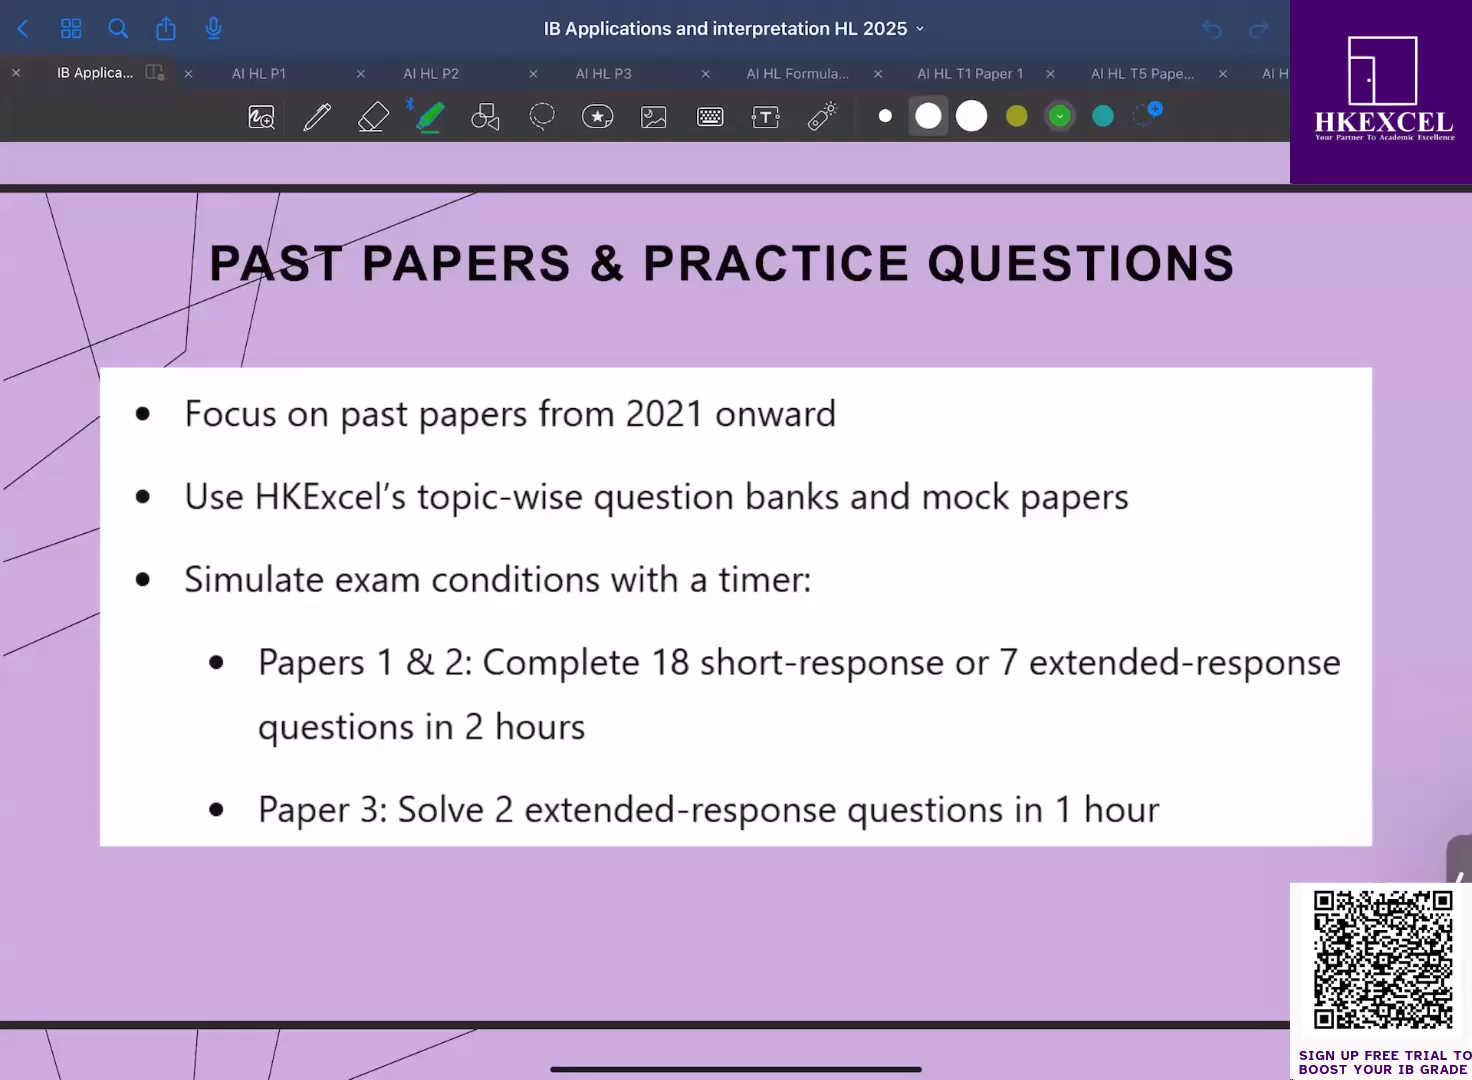 IB Applications and interpretation HL 2025
IB Applica...
AI HL P1
AI HL P2
AI HL P3
AI HL Formula...
AI HL T1 Paper 1
AI HL T5 Pape...
AI H
T
HKEXCEL
Your Partner To Academic Excellence
PAST PAPERS & PRACTICE QUESTIONS
• Focus on past papers from 2021 onward
• Use HKExcel’s topic-wise question banks and mock papers
• Simulate exam conditions with a timer:
• Papers 1 & 2: Complete 18 short-response or 7 extended-response
questions in 2 hours
• Paper 3: Solve 2 extended-response questions in 1 hour
SIGN UP FREE TRIAL TO
BOOST YOUR IB GRADE